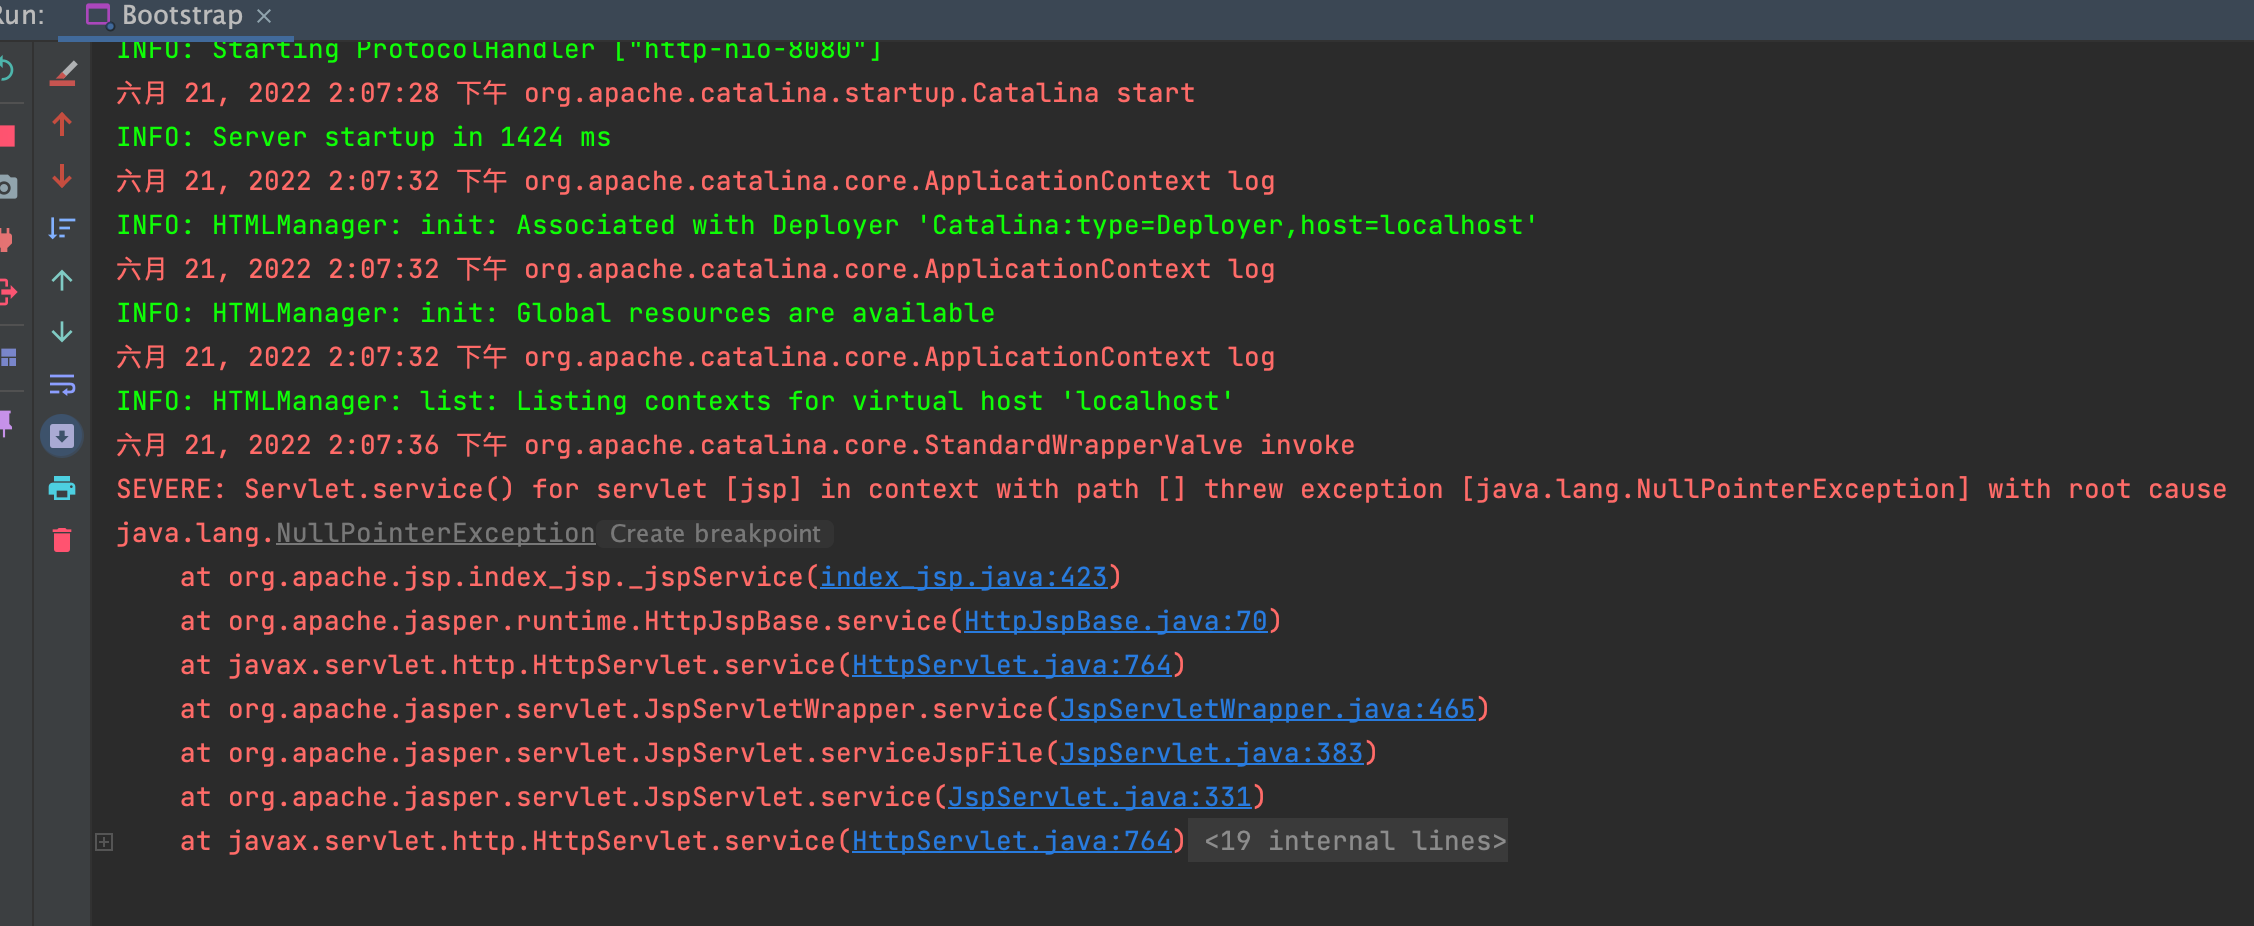 Run: Bootstrap
INFO: Starting ProtocolHandler ["http-nio-8080"]
六月 21, 2022 2:07:28 下午 org.apache.catalina.startup.Catalina start
INFO: Server startup in 1424 ms
六月 21, 2022 2:07:32 下午 org.apache.catalina.core.ApplicationContext log
INFO: HTMLManager: init: Associated with Deployer 'Catalina:type=Deployer,host=localhost'
六月 21, 2022 2:07:32 下午 org.apache.catalina.core.ApplicationContext log
INFO: HTMLManager: init: Global resources are available
六月 21, 2022 2:07:32 下午 org.apache.catalina.core.ApplicationContext log
INFO: HTMLManager: list: Listing contexts for virtual host 'localhost'
六月 21, 2022 2:07:36 下午 org.apache.catalina.core.StandardWrapperValve invoke
SEVERE: Servlet.service() for servlet [jsp] in context with path [] threw exception [java.lang.NullPointerException] with root cause
java.lang.NullPointerException Create breakpoint
at org.apache.jsp.index_jsp._jspService(index_jsp.java:423)
at org.apache.jasper.runtime.HttpJspBase.service(HttpJspBase.java:70)
at javax.servlet.http.HttpServlet.service(HttpServlet.java:764)
at org.apache.jasper.servlet.JspServletWrapper.service(JspServletWrapper.java:465)
at org.apache.jasper.servlet.JspServlet.serviceJspFile(JspServlet.java:383)
at org.apache.jasper.servlet.JspServlet.service(JspServlet.java:331)
at javax.servlet.http.HttpServlet.service(HttpServlet.java:764) <19 internal lines>